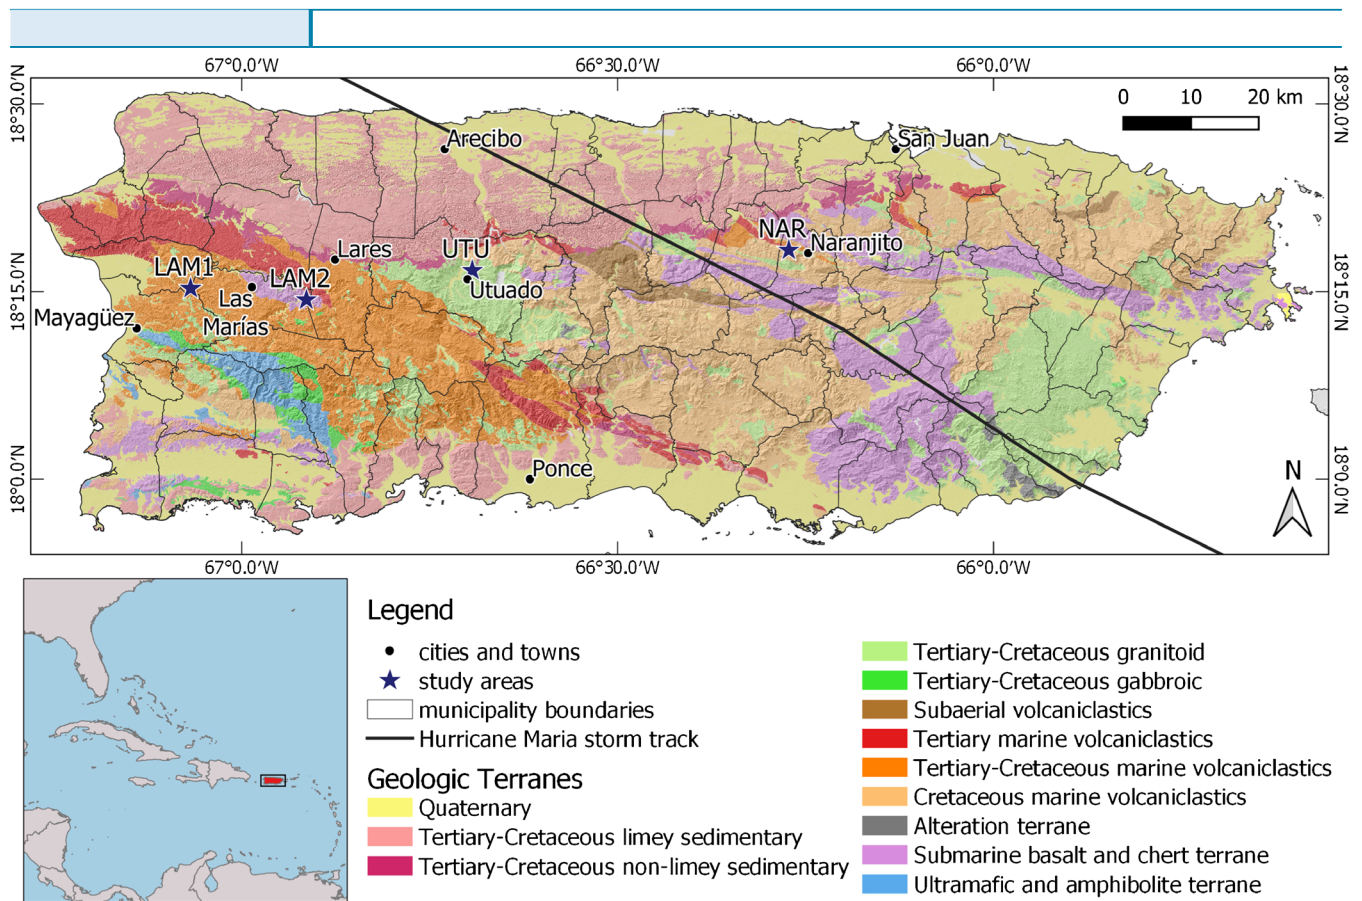 67°0.0'W 66°30.0'W 66°0.0'W
18°30.0'N 18°30.0'N
0 10 20 km
Arecibo
San Juan
NAR
Naranjito
Lares
UTU
LAM1
LAM2
Utuado
Las
Marías
18°15.0'N 18°15.0'N
Mayagüez
Ponce
18°0.0'N 18°0.0'N
N
67°0.0'W 66°30.0'W 66°0.0'W
Legend
cities and towns
study areas
municipality boundaries
Hurricane Maria storm track
Geologic Terranes
Quaternary
Tertiary-Cretaceous limey sedimentary
Tertiary-Cretaceous non-limey sedimentary
Tertiary-Cretaceous granitoid
Tertiary-Cretaceous gabbroic
Subaerial volcaniclastics
Tertiary marine volcaniclastics
Tertiary-Cretaceous marine volcaniclastics
Cretaceous marine volcaniclastics
Alteration terrane
Submarine basalt and chert terrane
Ultramafic and amphibolite terrane